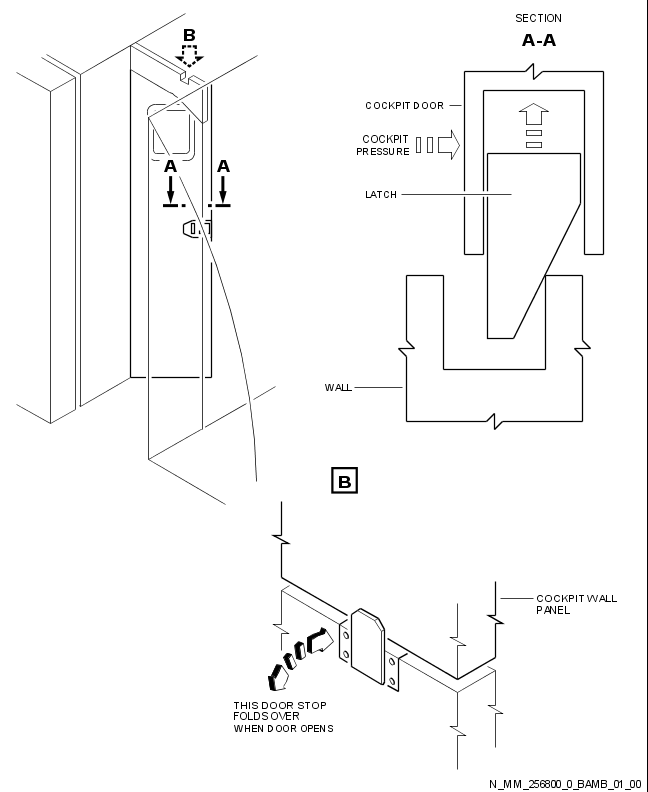 SECTION
A-A
B
COCKPIT DOOR
COCKPIT
PRESSURE
A A
LATCH
WALL
B
COCKPIT WALL
PANEL
THIS DOOR STOP
FOLDS OVER
WHEN DOOR OPENS
N_MM_256800_0_BAMB_01_00